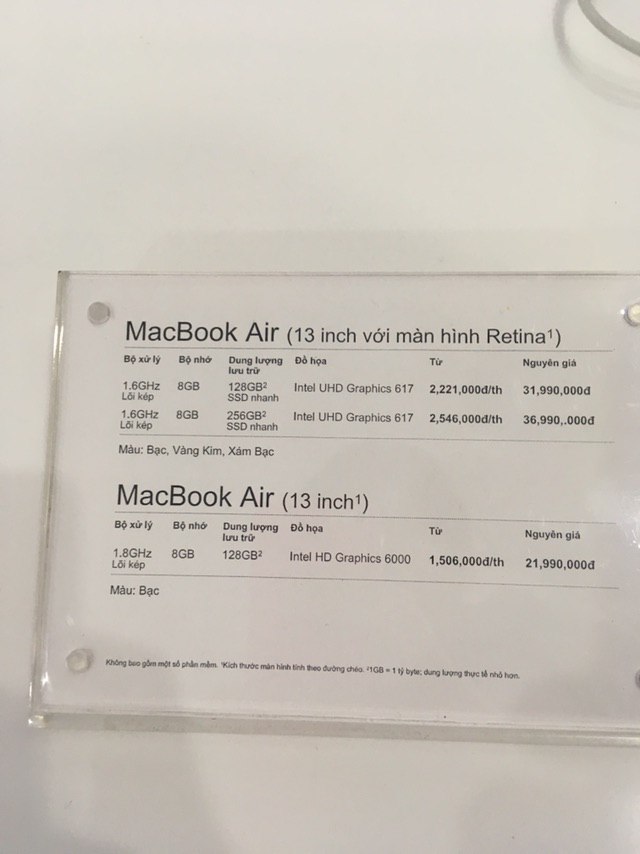 MacBook Air (13 inch với màn hình Retina¹)
Bộ xử lý Bộ nhớ Dung lượng lưu trữ Đồ họa Từ Nguyên giá
1.6GHz Lõi kép 8GB 128GB² SSD nhanh Intel UHD Graphics 617 2,221,000đ/th 31,990,000đ
1.6GHz Lõi kép 8GB 256GB² SSD nhanh Intel UHD Graphics 617 2,546,000đ/th 36,990,.000đ
Màu: Bạc, Vàng Kim, Xám Bạc
MacBook Air (13 inch¹)
Bộ xử lý Bộ nhớ Dung lượng lưu trữ Đồ họa Từ Nguyên giá
1.8GHz Lõi kép 8GB 128GB² Intel HD Graphics 6000 1,506,000đ/th 21,990,000đ
Màu: Bạc
Không bao gồm một số phần mềm. ¹Kích thước màn hình tính theo đường chéo. ²1GB = 1 tỷ byte; dung lượng thực tế nhỏ hơn.